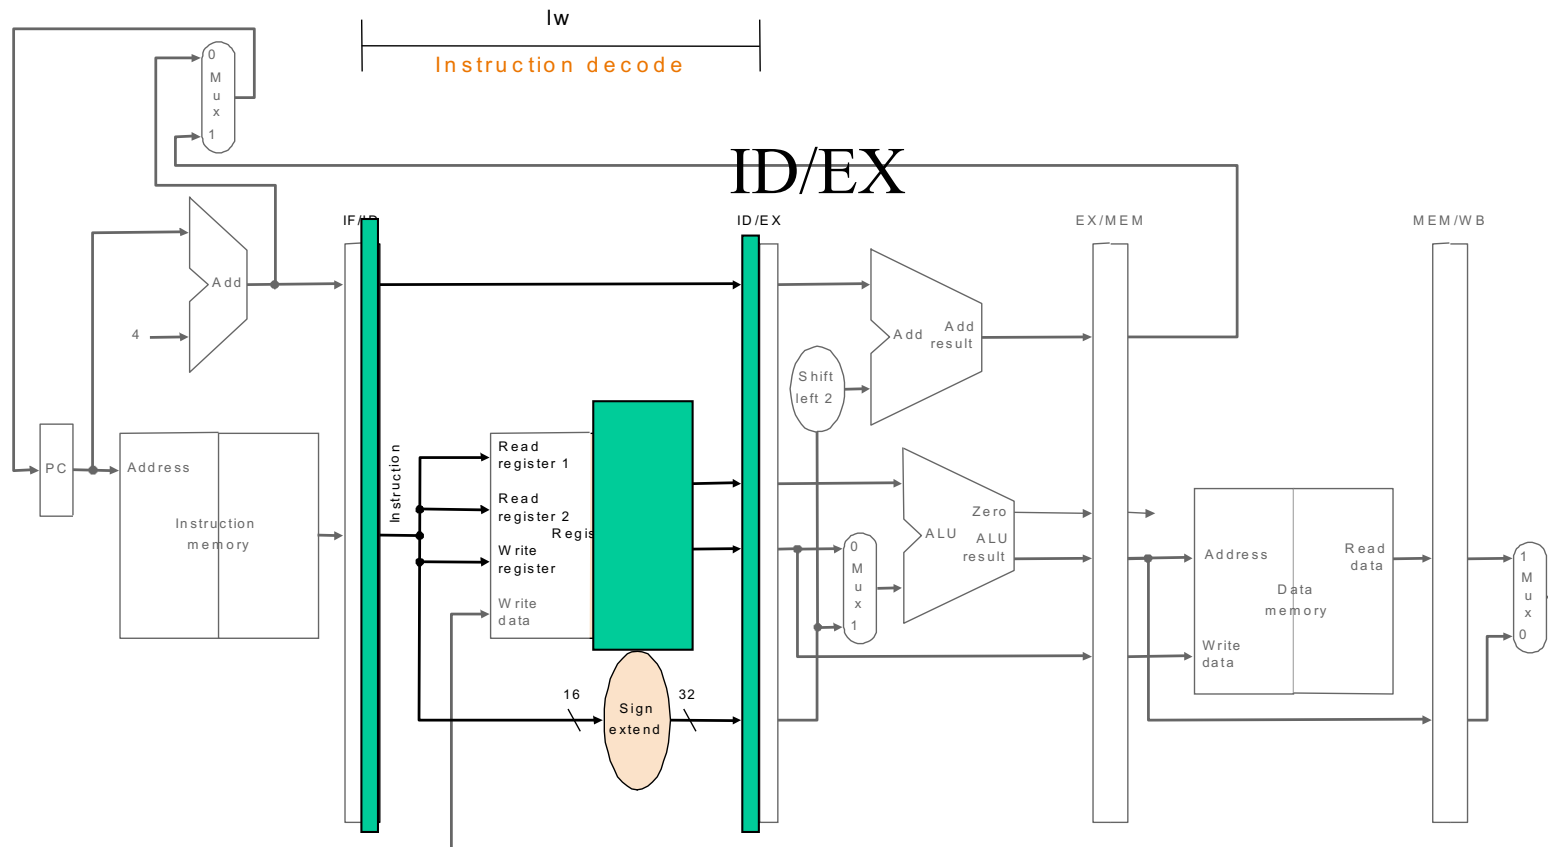 lw
Instruction decode
0
M
u
x
1
ID/EX
IF/ID
ID/EX
EX/MEM
MEM/WB
Add
4
Add
Add
result
Shift
left 2
PC
Address
Instruction
memory
Instruction
Read
register 1
Read
register 2
Regis
Write
register
Write
data
16
Sign
extend
32
0
M
u
x
1
Zero
ALU
ALU
result
Address
Read
data
Data
memory
Write
data
1
M
u
x
0